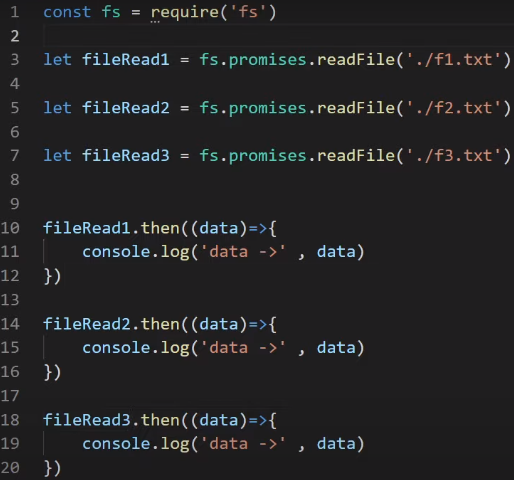 1 const fs = require('fs')
2
3 let fileRead1 = fs.promises.readFile('./f1.txt')
4
5 let fileRead2 = fs.promises.readFile('./f2.txt')
6
7 let fileRead3 = fs.promises.readFile('./f3.txt')
8
9
10 fileRead1.then((data)=>{
11     console.log('data ->' , data)
12 })
13
14 fileRead2.then((data)=>{
15     console.log('data ->' , data)
16 })
17
18 fileRead3.then((data)=>{
19     console.log('data ->' , data)
20 })